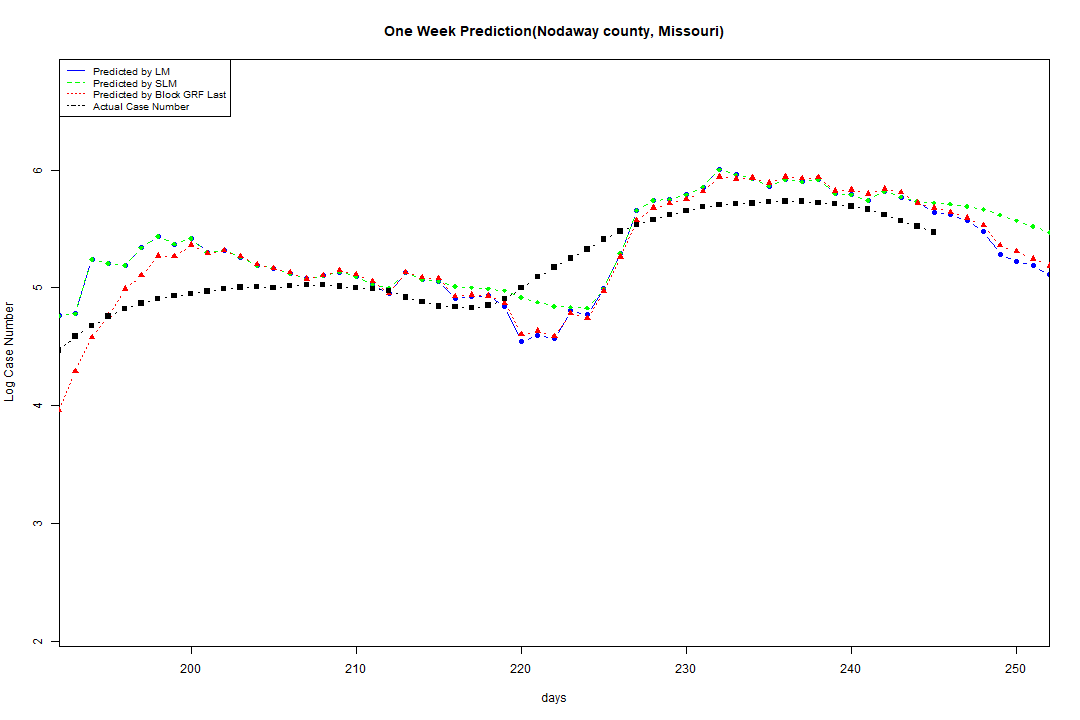 One Week Prediction(Nodaway county, Missouri)
Predicted by LM
Predicted by SLM
Predicted by Block GRF Last
Actual Case Number
6
5
4
3
2
Log Case Number
200 210 220 230 240 250
days